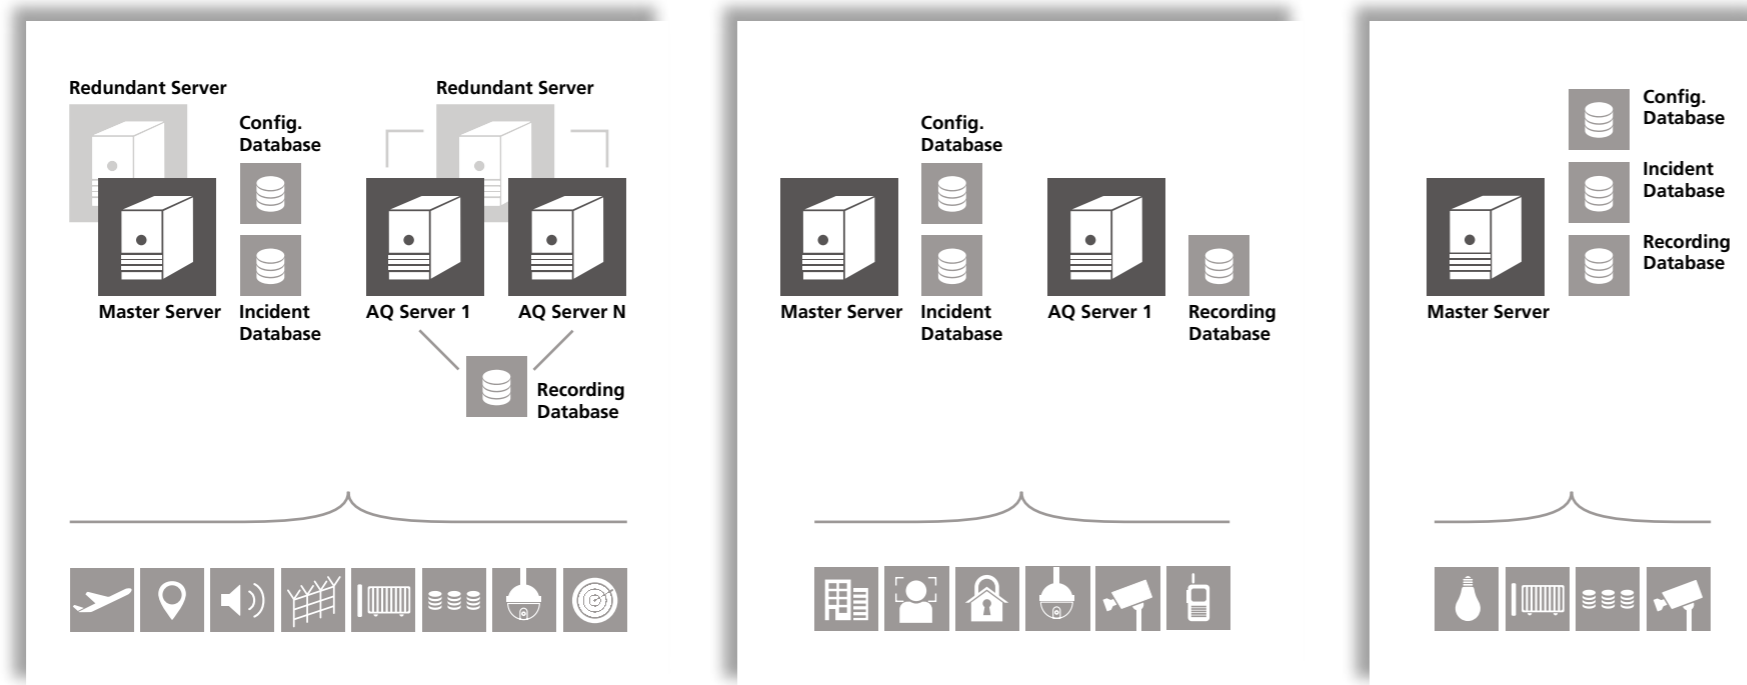 Redundant Server
Config.
Database
Master Server
Incident
Database
Redundant Server
AQ Server 1
AQ Server N
Recording
Database
Config.
Database
Master Server
Incident
Database
AQ Server 1
Recording
Database
Config.
Database
Incident
Database
Recording
Database
Master Server